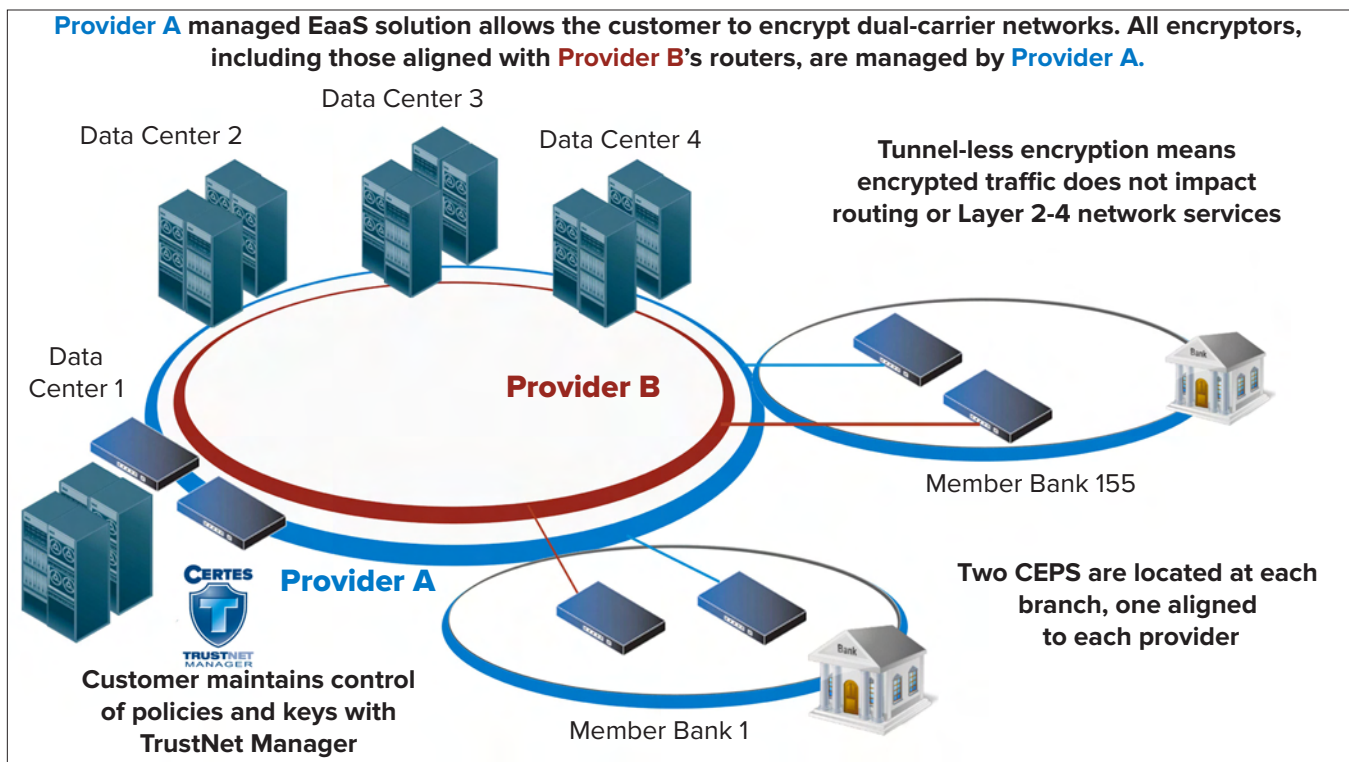 Provider A managed EaaS solution allows the customer to encrypt dual-carrier networks. All encryptors,
including those aligned with Provider B's routers, are managed by Provider A.
Data Center 3
Data Center 2
Data Center 4
Tunnel-less encryption means
encrypted traffic does not impact
routing or Layer 2-4 network services
Data
Center 1
Provider B
Bank
Member Bank 155
Provider A
CERTES
T
TRUSTNET
MANAGER
Two CEPS are located at each
branch, one aligned
to each provider
Bank
Customer maintains control
of policies and keys with
TrustNet Manager
Member Bank 1